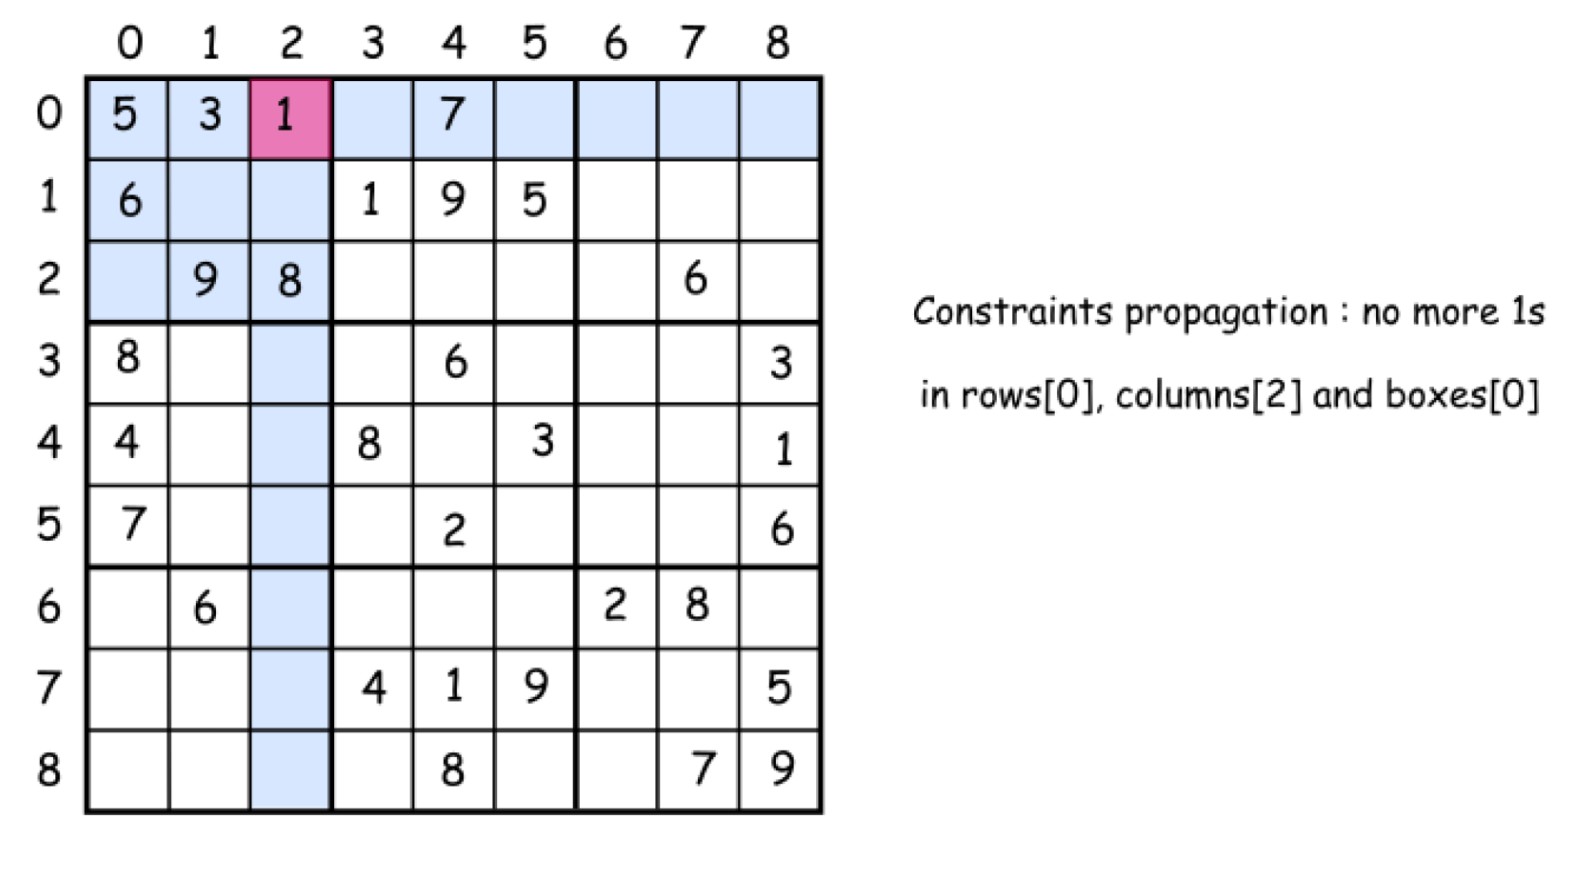 0 1 2 3 4 5 6 7 8
0 5 3 1 7
1 6 1 9 5
2 9 8 6
3 8 6 3
4 4 8 3 1
5 7 2 6
6 6 2 8
7 4 1 9 5
8 8 7 9
Constraints propagation : no more 1s
in rows[0], columns[2] and boxes[0]